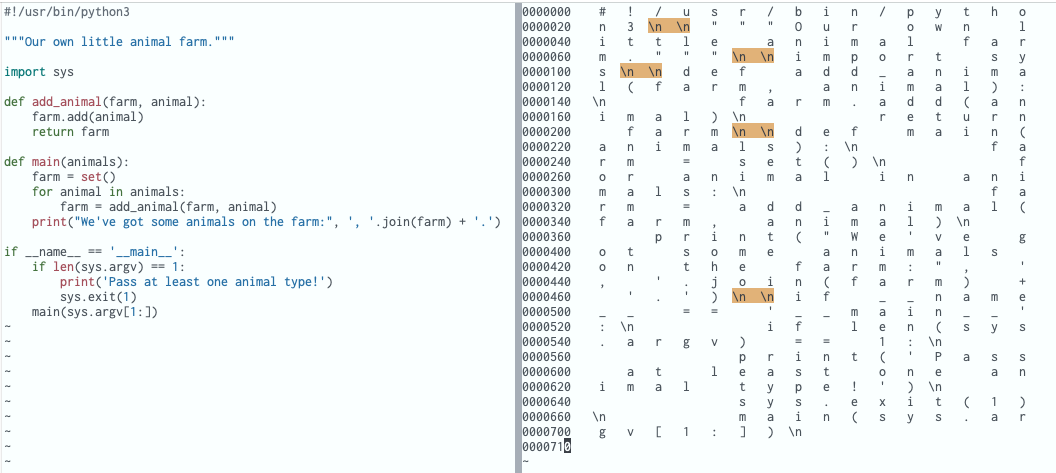 #!/usr/bin/python3
"""Our own little animal farm."""
import sys
def add_animal(farm, animal):
    farm.add(animal)
    return farm
def main(animals):
    farm = set()
    for animal in animals:
        farm = add_animal(farm, animal)
    print("We've got some animals on the farm:", ', '.join(farm) + '.')
if __name__ == '__main__':
    if len(sys.argv) == 1:
        print('Pass at least one animal type!')
        sys.exit(1)
    main(sys.argv[1:])
~
~
~
~
~
~
~
~
~
~
0000000 # ! / u s r / b i n / p y t h o
0000020 n 3 \n \n " " " O u r   o w n   l
0000040 i t t l e   a n i m a l   f a r
0000060 m . " " " \n \n i m p o r t   s y
0000100 s \n \n d e f   a d d _ a n i m a
0000120 l ( f a r m ,   a n i m a l ) :
0000140 \n         f a r m . a d d ( a n
0000160 i m a l ) \n         r e t u r n
0000200   f a r m \n \n d e f   m a i n (
0000220 a n i m a l s ) : \n         f a
0000240 r m   =   s e t ( ) \n         f
0000260 o r   a n i m a l   i n   a n i
0000300 m a l s : \n                 f a
0000320 r m   =   a d d _ a n i m a l (
0000340 f a r m ,   a n i m a l ) \n
0000360       p r i n t ( " W e ' v e   g
0000400 o t   s o m e   a n i m a l s
0000420 o n   t h e   f a r m : " ,   '
0000440 ,   ' . j o i n ( f a r m )   +
0000460   ' . ' ) \n \n i f   _ _ n a m e
0000500 _ _   = =   ' _ _ m a i n _ _ '
0000520 : \n         i f   l e n ( s y s
0000540 . a r g v )   = =   1 : \n
0000560           p r i n t ( ' P a s s
0000600   a t   l e a s t   o n e   a n
0000620 i m a l   t y p e ! ' ) \n
0000640           s y s . e x i t ( 1 )
0000660 \n         m a i n ( s y s . a r
0000700 g v [ 1 : ] ) \n
0000710
~